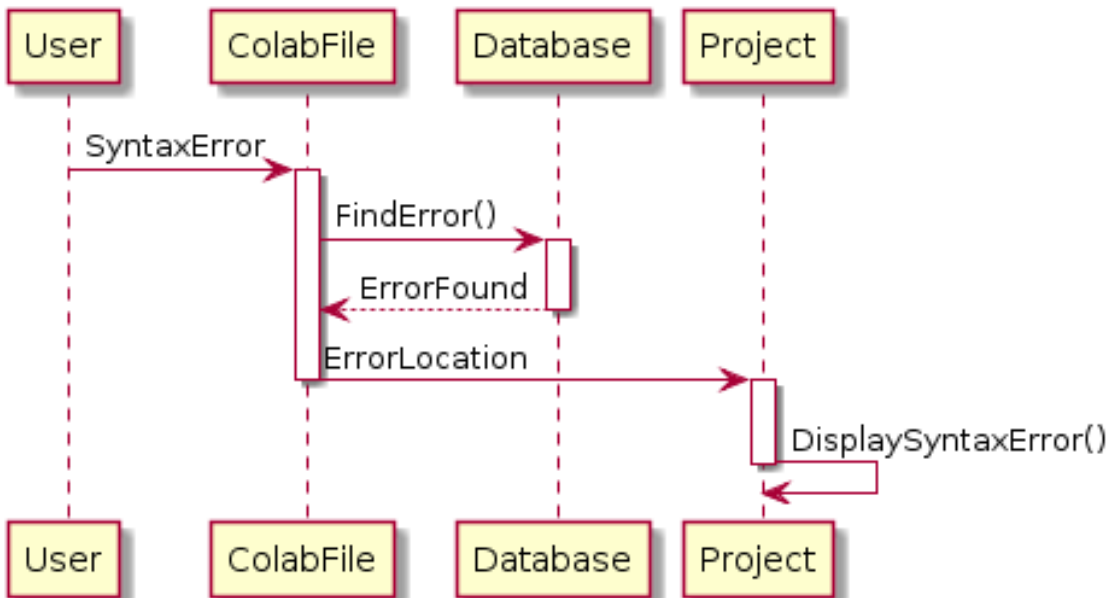 User ColabFile Database Project
SyntaxError
FindError()
ErrorFound
ErrorLocation
DisplaySyntaxError()
User ColabFile Database Project